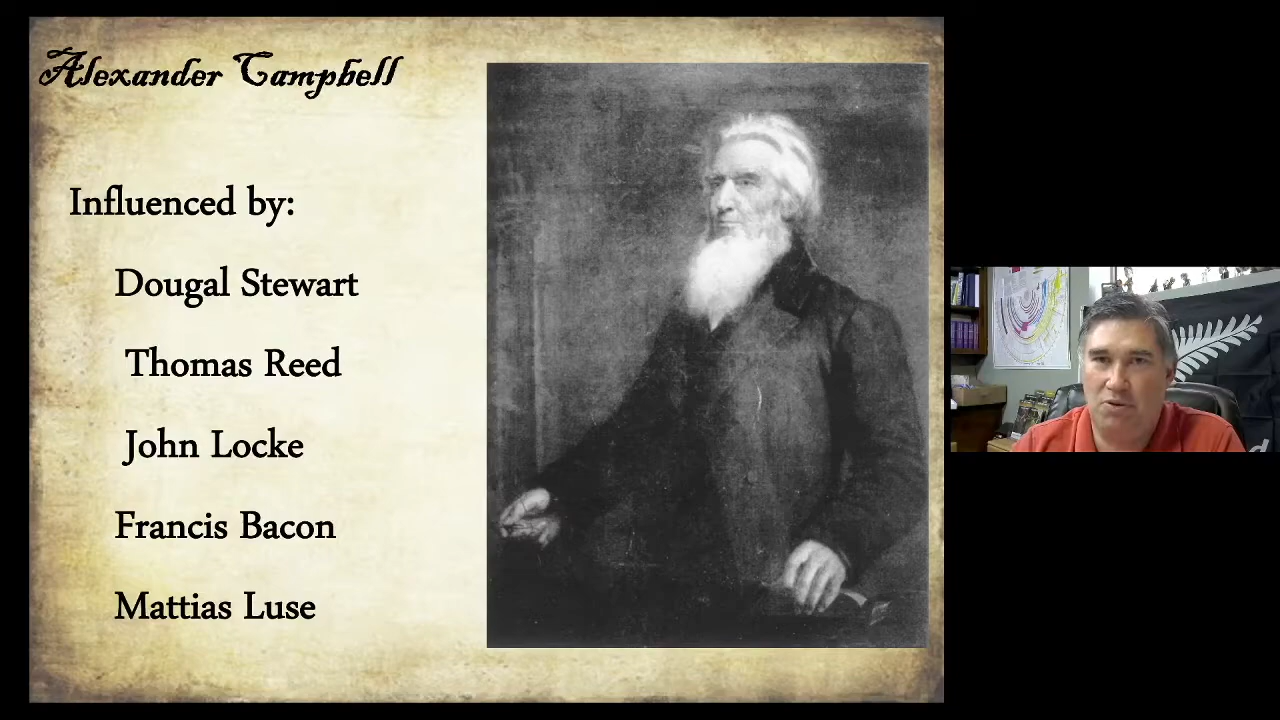 Alexander Campbell
Influenced by:
Dougal Stewart
Thomas Reed
John Locke
Francis Bacon
Mattias Luse